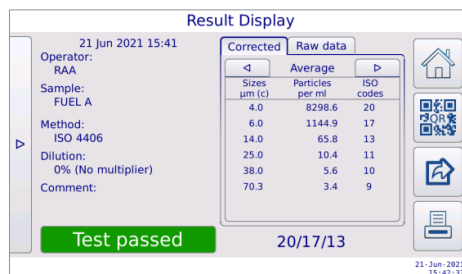 Result Display
21 Jun 2021 15:41
Operator:
RAA
Sample:
FUEL A
Method:
ISO 4406
Dilution:
0% (No multiplier)
Comment:
Test passed
Corrected Raw data
Average
Sizes µm (c) Particles per ml ISO codes
4.0 8298.6 20
6.0 1144.9 17
14.0 65.8 13
25.0 10.4 11
38.0 5.6 10
70.3 3.4 9
20/17/13
QR
21-Jun-2021